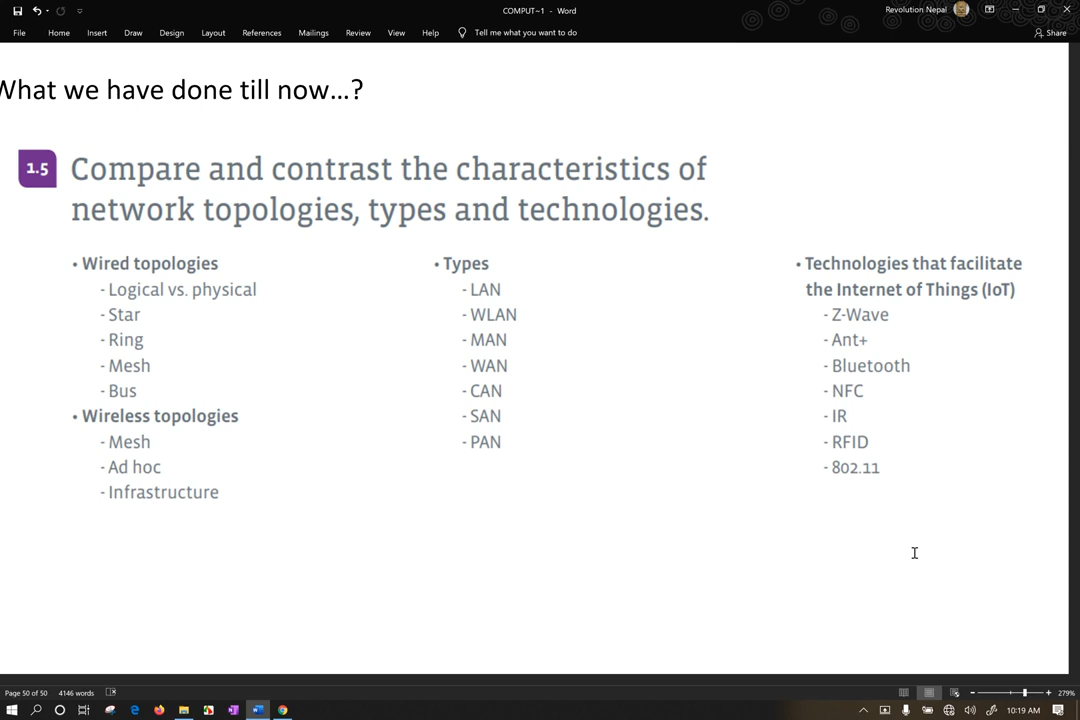 COMPUT~1 - Word
Revolution Nepal
File Home Insert Draw Design Layout References Mailings Review View Help Tell me what you want to do Share
What we have done till now...?
1.5 Compare and contrast the characteristics of
network topologies, types and technologies.
• Wired topologies
- Logical vs. physical
- Star
- Ring
- Mesh
- Bus
• Wireless topologies
- Mesh
- Ad hoc
- Infrastructure
• Types
- LAN
- WLAN
- MAN
- WAN
- CAN
- SAN
- PAN
• Technologies that facilitate
the Internet of Things (IoT)
- Z-Wave
- Ant+
- Bluetooth
- NFC
- IR
- RFID
- 802.11
Page 50 of 50 4146 words 279%
10:19 AM